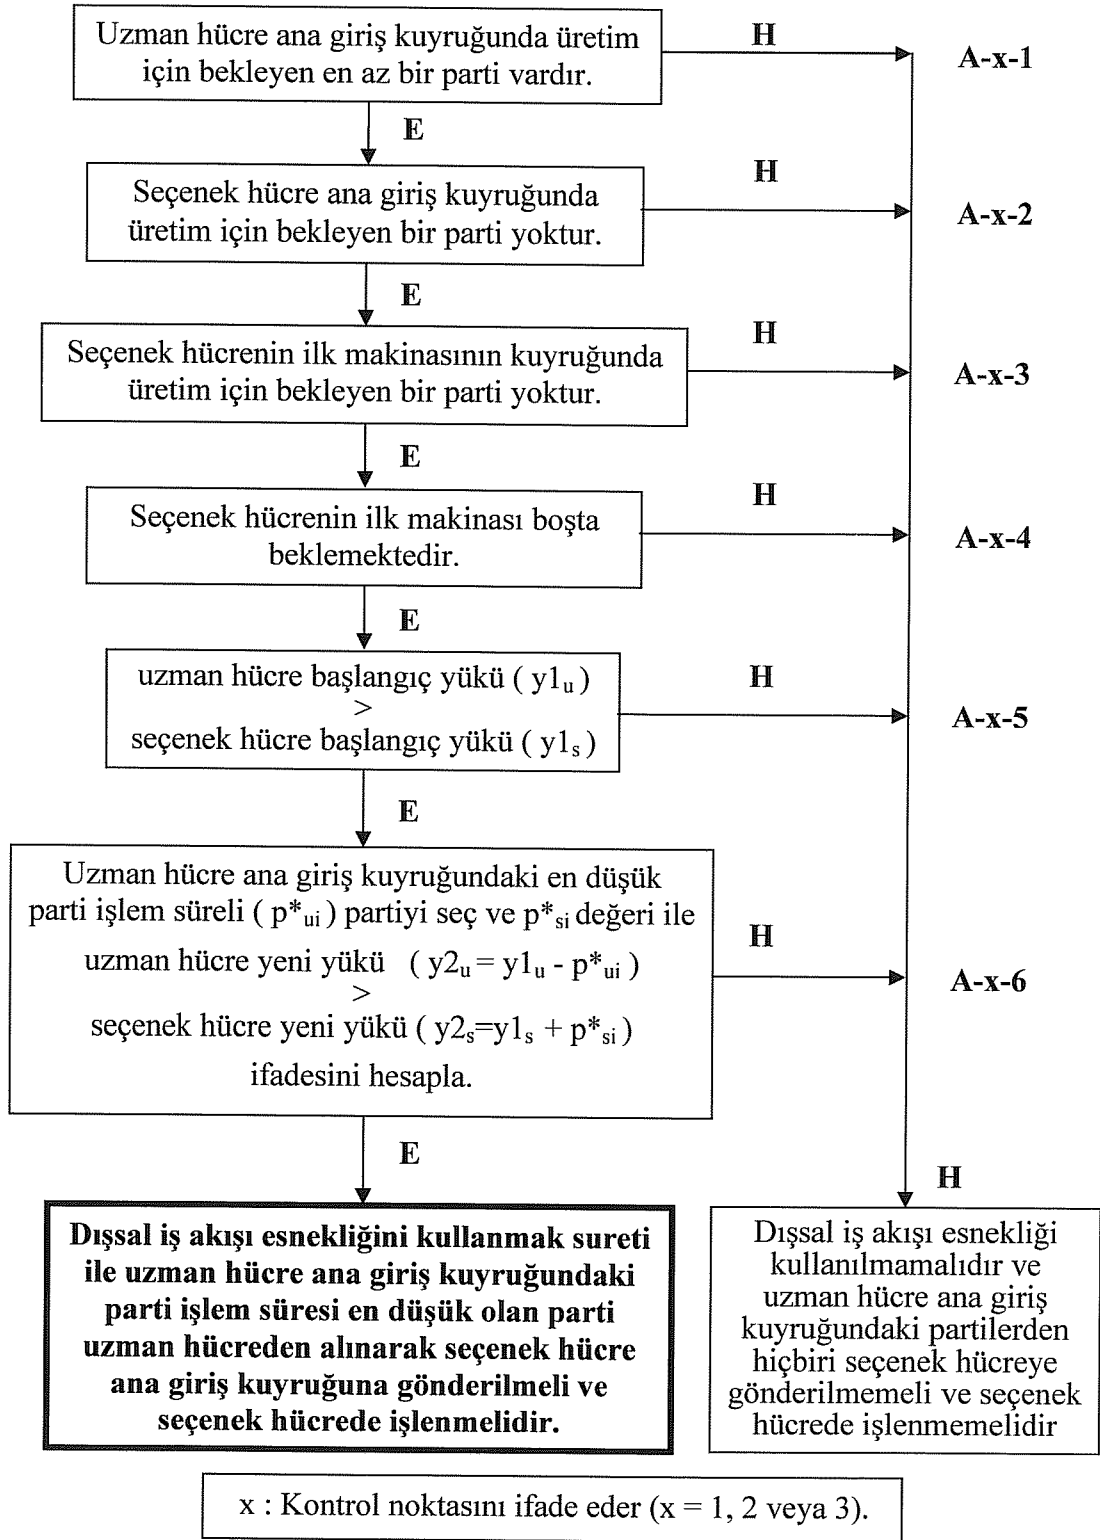 Uzman hücre ana giriş kuyruğunda üretim
için bekleyen en az bir parti vardır.
H
A-x-1
E
Seçenek hücre ana giriş kuyruğunda
üretim için bekleyen bir parti yoktur.
H
A-x-2
E
Seçenek hücrenin ilk makinasının kuyruğunda
üretim için bekleyen bir parti yoktur.
H
A-x-3
E
Seçenek hücrenin ilk makinası boşta
beklemektedir.
H
A-x-4
E
uzman hücre başlangıç yükü ( y1u )
>
seçenek hücre başlangıç yükü ( y1s )
H
A-x-5
E
Uzman hücre ana giriş kuyruğundaki en düşük
parti işlem süreli ( p*ui ) partiyi seç ve p*si değeri ile
uzman hücre yeni yükü ( y2u = y1u - p*ui )
>
seçenek hücre yeni yükü ( y2s=y1s + p*si )
ifadesini hesapla.
H
A-x-6
E
H
Dışsal iş akışı esnekliğini kullanmak sureti
ile uzman hücre ana giriş kuyruğundaki
parti işlem süresi en düşük olan parti
uzman hücreden alınarak seçenek hücre
ana giriş kuyruğuna gönderilmeli ve
seçenek hücrede işlenmelidir.
Dışsal iş akışı esnekliği
kullanılmamalıdır ve
uzman hücre ana giriş
kuyruğundaki partilerden
hiçbiri seçenek hücreye
gönderilmemeli ve seçenek
hücrede işlenmemelidir
x : Kontrol noktasını ifade eder (x = 1, 2 veya 3).